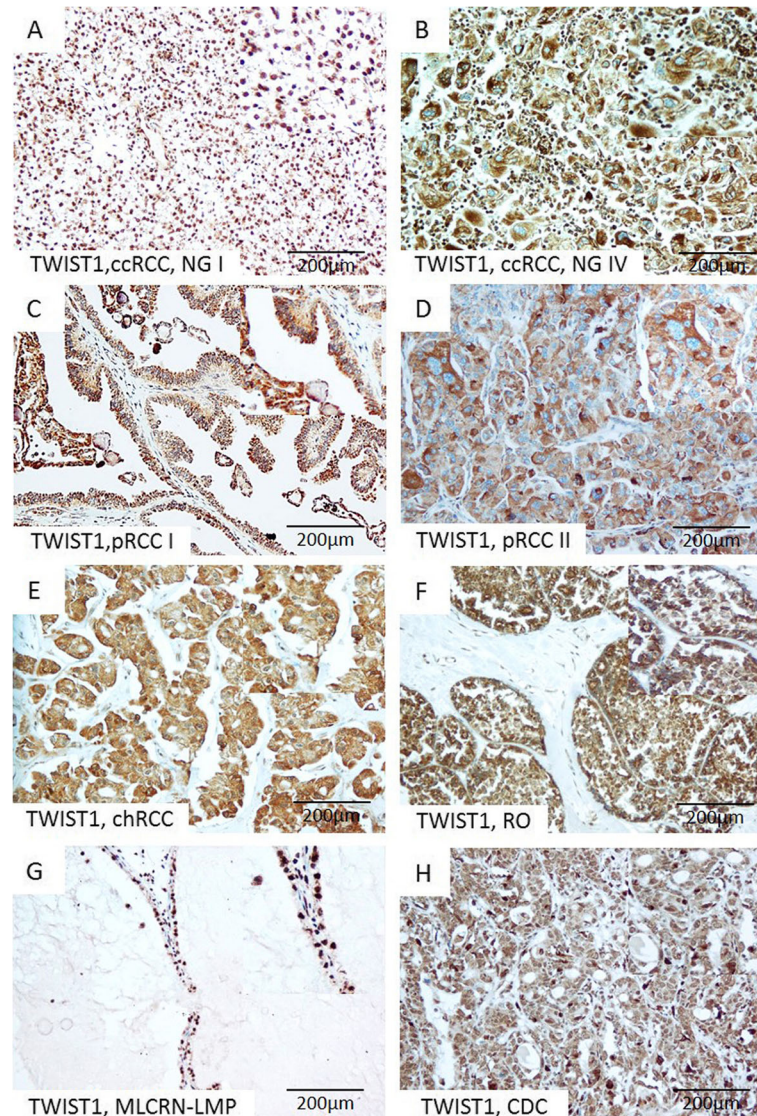 A
B
200µm
200µm
TWIST1,ccRCC, NG I
TWIST1, ccRCC, NG IV
C
D
200µm
200µm
TWIST1,pRCC I
TWIST1, pRCC II
E
F
200µm
200µm
TWIST1, chRCC
TWIST1, RO
G
H
200µm
200µm
TWIST1, MLCRN-LMP
TWIST1, CDC